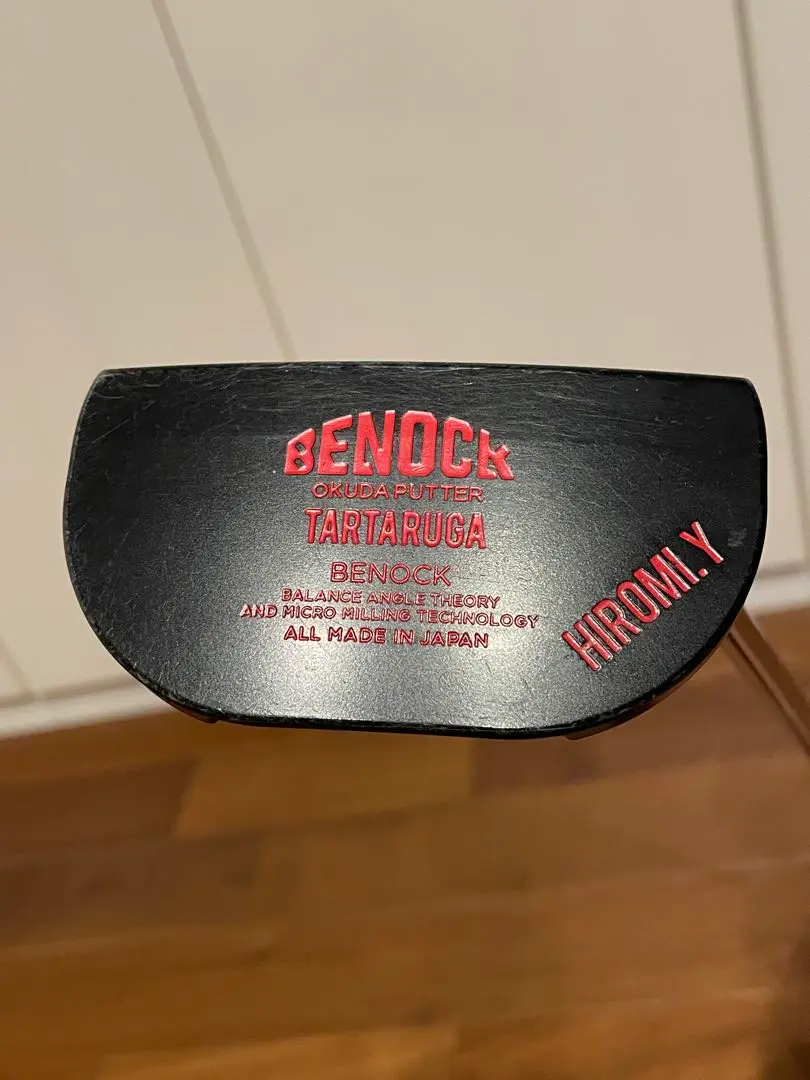 BENOCK
OKUDA PUTTER
TARTARUGA
BENOCK
BALANCE ANGLE THEORY
AND MICRO MILLING TECHNOLOGY
ALL MADE IN JAPAN
HIROMI.Y